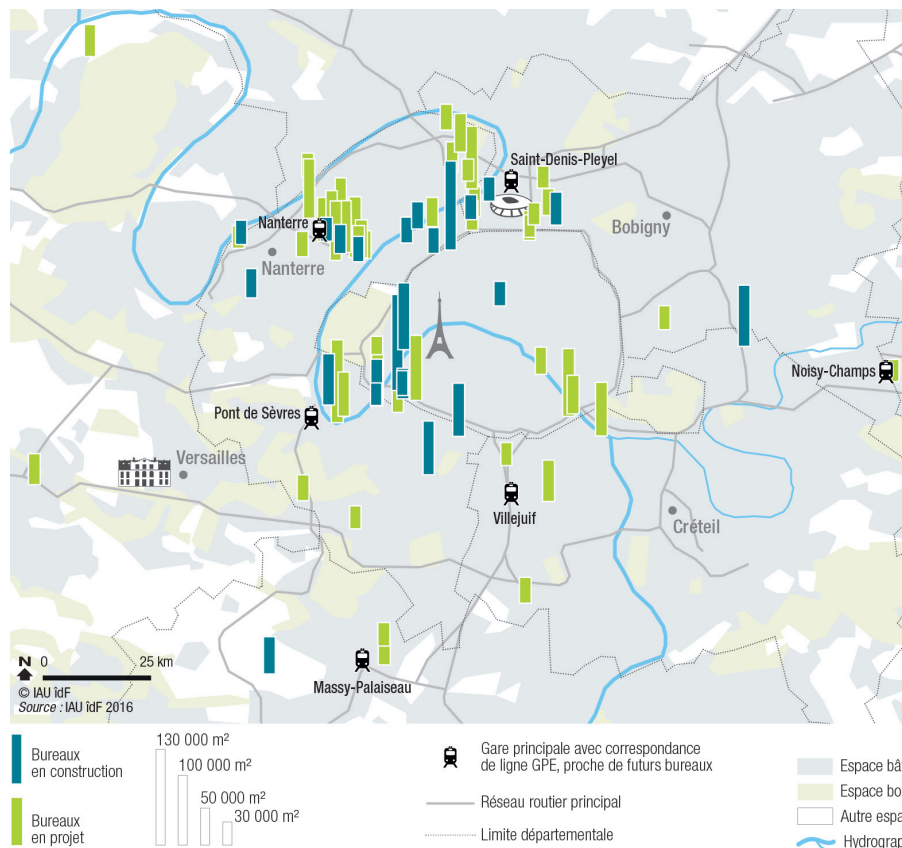 Saint-Denis-Pleyel
Nanterre
Bobigny
Nanterre
Noisy-Champs
Pont de Sèvres
Versailles
Villejuif
Créteil
N 0 25 km
Massy-Palaiseau
© IAU îdF
Source : IAU îdF 2016
Bureaux
en construction
Bureaux
en projet
130 000 m²
100 000 m²
50 000 m²
30 000 m²
Gare principale avec correspondance
de ligne GPE, proche de futurs bureaux
Réseau routier principal
Limite départementale
Espace bâ
Espace bo
Autre espa
Hydrograp